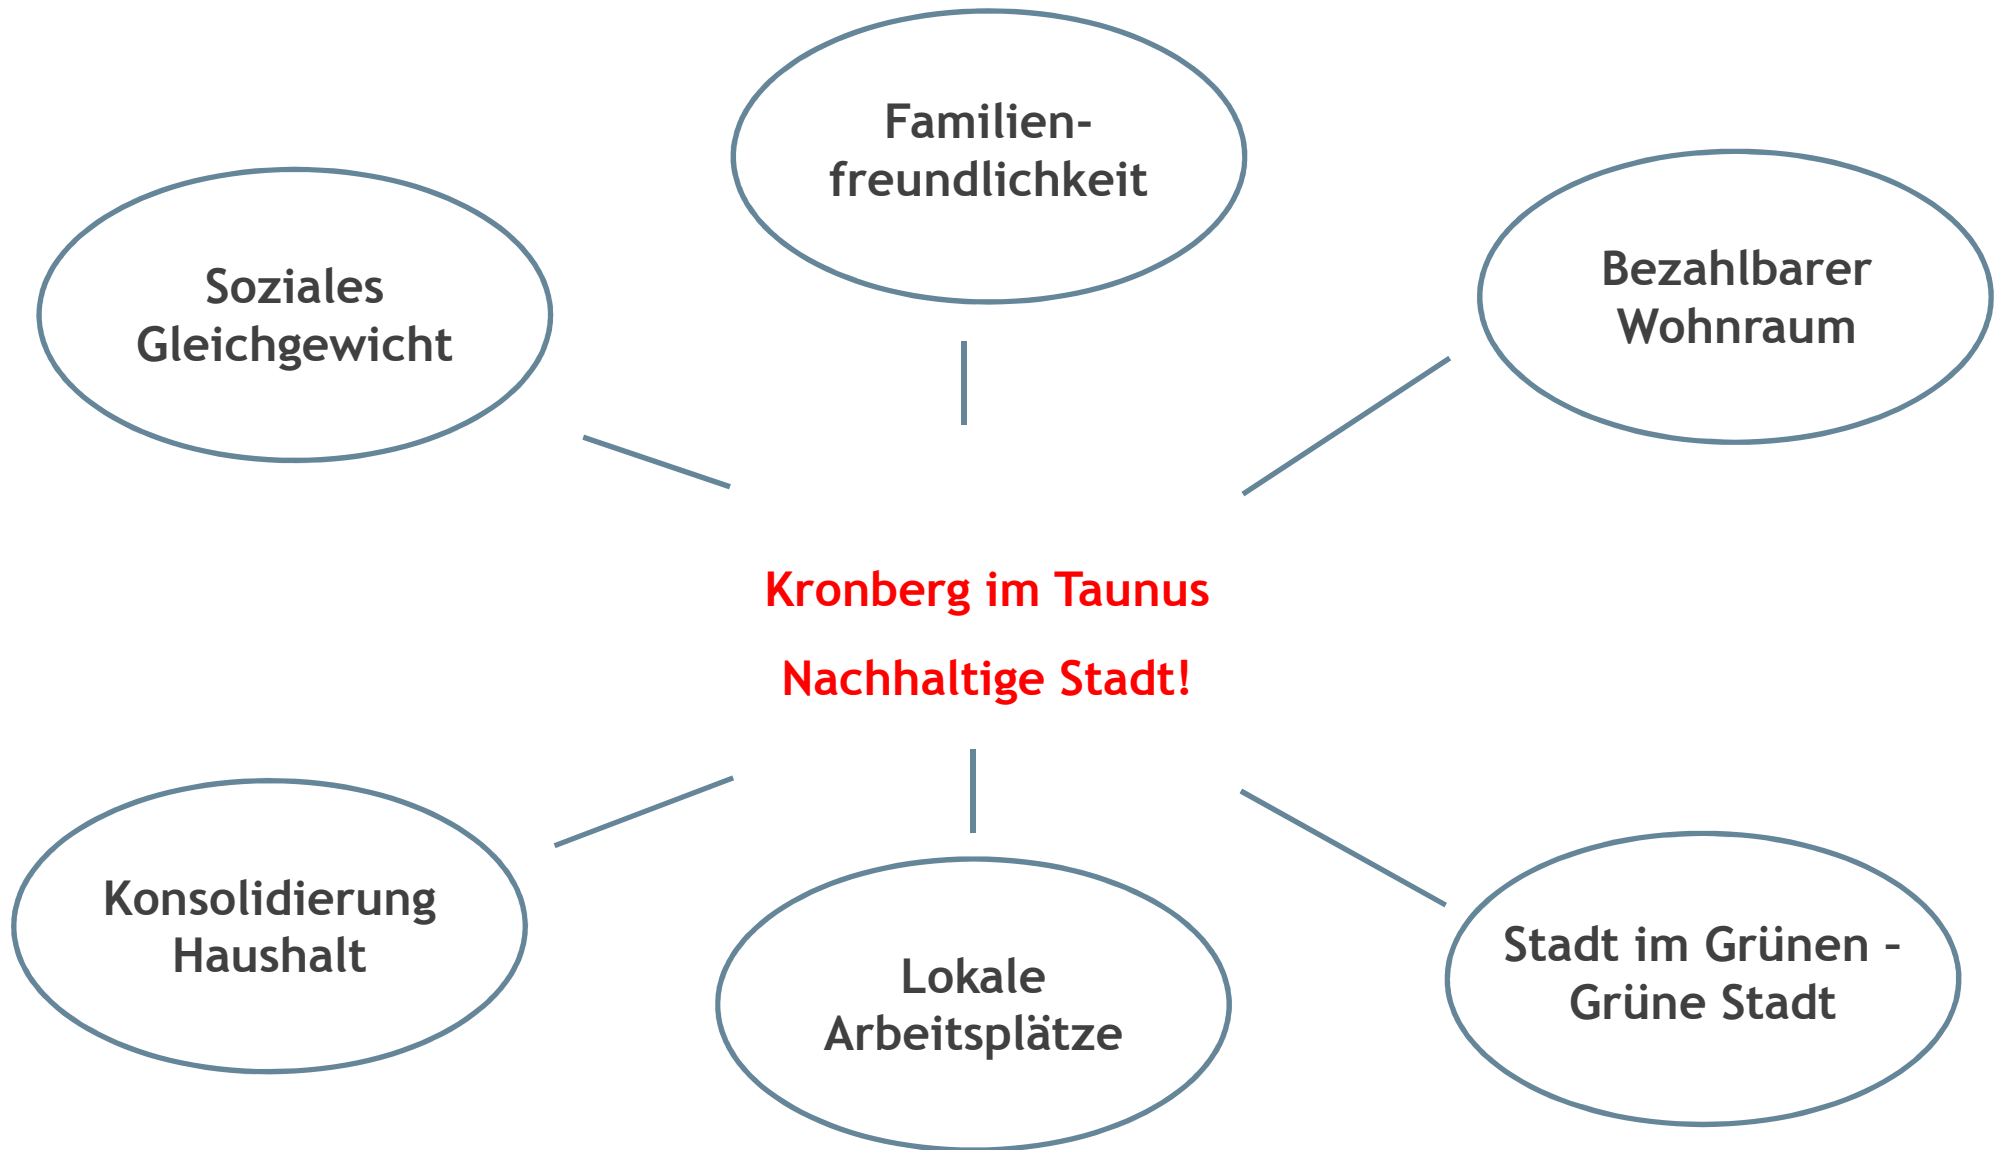 Familien-
freundlichkeit
Soziales
Gleichgewicht
Bezahlbarer
Wohnraum
Kronberg im Taunus
Nachhaltige Stadt!
Konsolidierung
Haushalt
Lokale
Arbeitsplätze
Stadt im Grünen –
Grüne Stadt